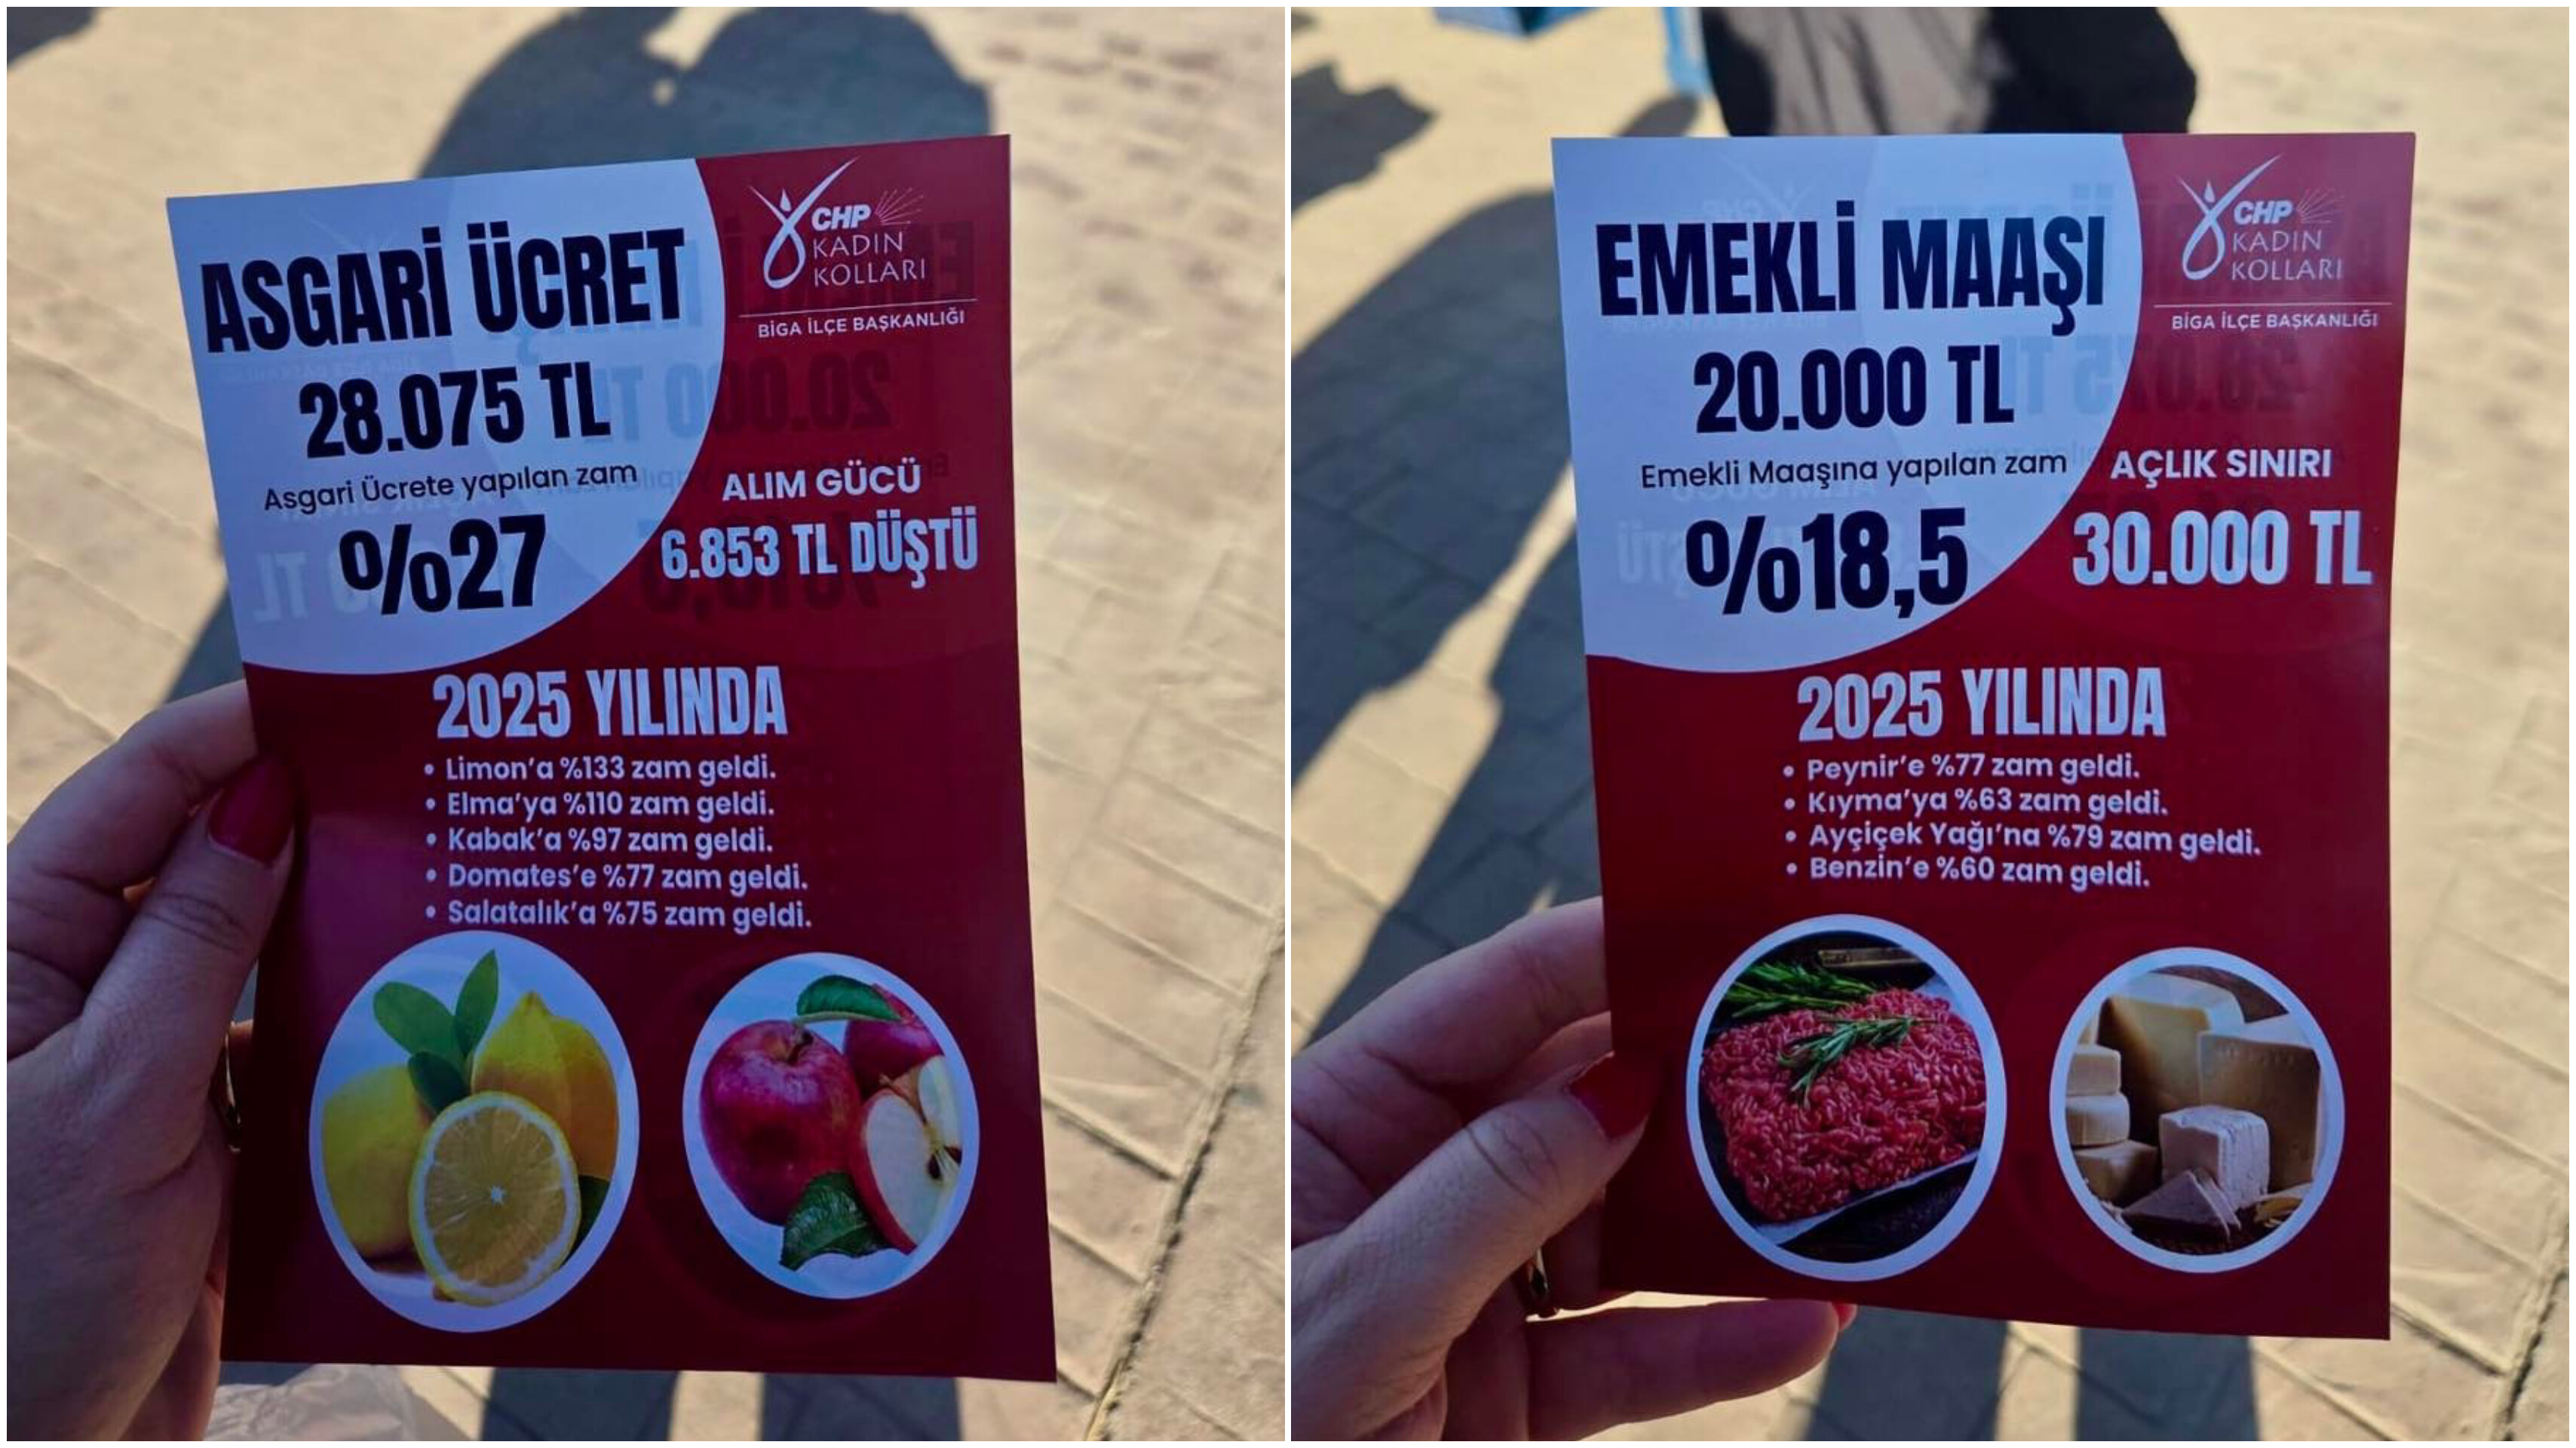 ASGARİ ÜCRET
28.075 TL
Asgari Ücrete yapılan zam
%27
CHP
KADIN
KOLLARI
BİGA İLÇE BAŞKANLIĞI
ALIM GÜCÜ
6.853 TL DÜŞTÜ
2025 YILINDA
• Limon'a %133 zam geldi.
• Elma'ya %110 zam geldi.
• Kabak'a %97 zam geldi.
• Domates'e %77 zam geldi.
• Salatalık'a %75 zam geldi.
EMEKLİ MAAŞI
20.000 TL
Emekli Maaşına yapılan zam
%18,5
CHP
KADIN
KOLLARI
BİGA İLÇE BAŞKANLIĞI
AÇLIK SINIRI
30.000 TL
2025 YILINDA
• Peynir'e %77 zam geldi.
• Kıyma'ya %63 zam geldi.
• Ayçiçek Yağı'na %79 zam geldi.
• Benzin'e %60 zam geldi.